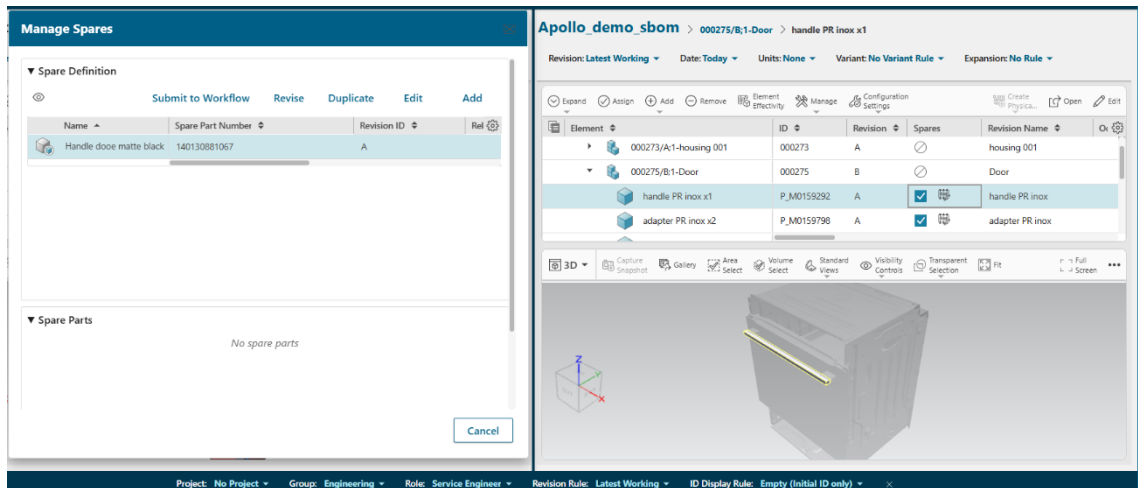 Manage Spares
Spare Definition
Submit to Workflow Revise Duplicate Edit Add
Name Spare Part Number Revision ID Rel
Handle dooe matte black 140130881067 A
Spare Parts
No spare parts
Cancel
Apollo_demo_sbom > 000275/B;1-Door > handle PR inox x1
Revision: Latest Working Date: Today Units: None Variant: No Variant Rule Expansion: No Rule
Expand Assign Add Remove Element Effectivity Manage Configuration Settings Create Physica... Open Edit
Element ID Revision Spares Revision Name
000273/A;1-housing 001 000273 A housing 001
000275/B;1-Door 000275 B Door
handle PR inox x1 P_M0159292 A handle PR inox
adapter PR inox x2 P_M0159798 A adapter PR inox
3D Capture Snapshot Gallery Area Select Volume Select Standard Views Visibility Controls Transparent Selection Fit Full Screen
Z
Y
X
Project: No Project Group: Engineering Role: Service Engineer Revision Rule: Latest Working ID Display Rule: Empty (Initial ID only)